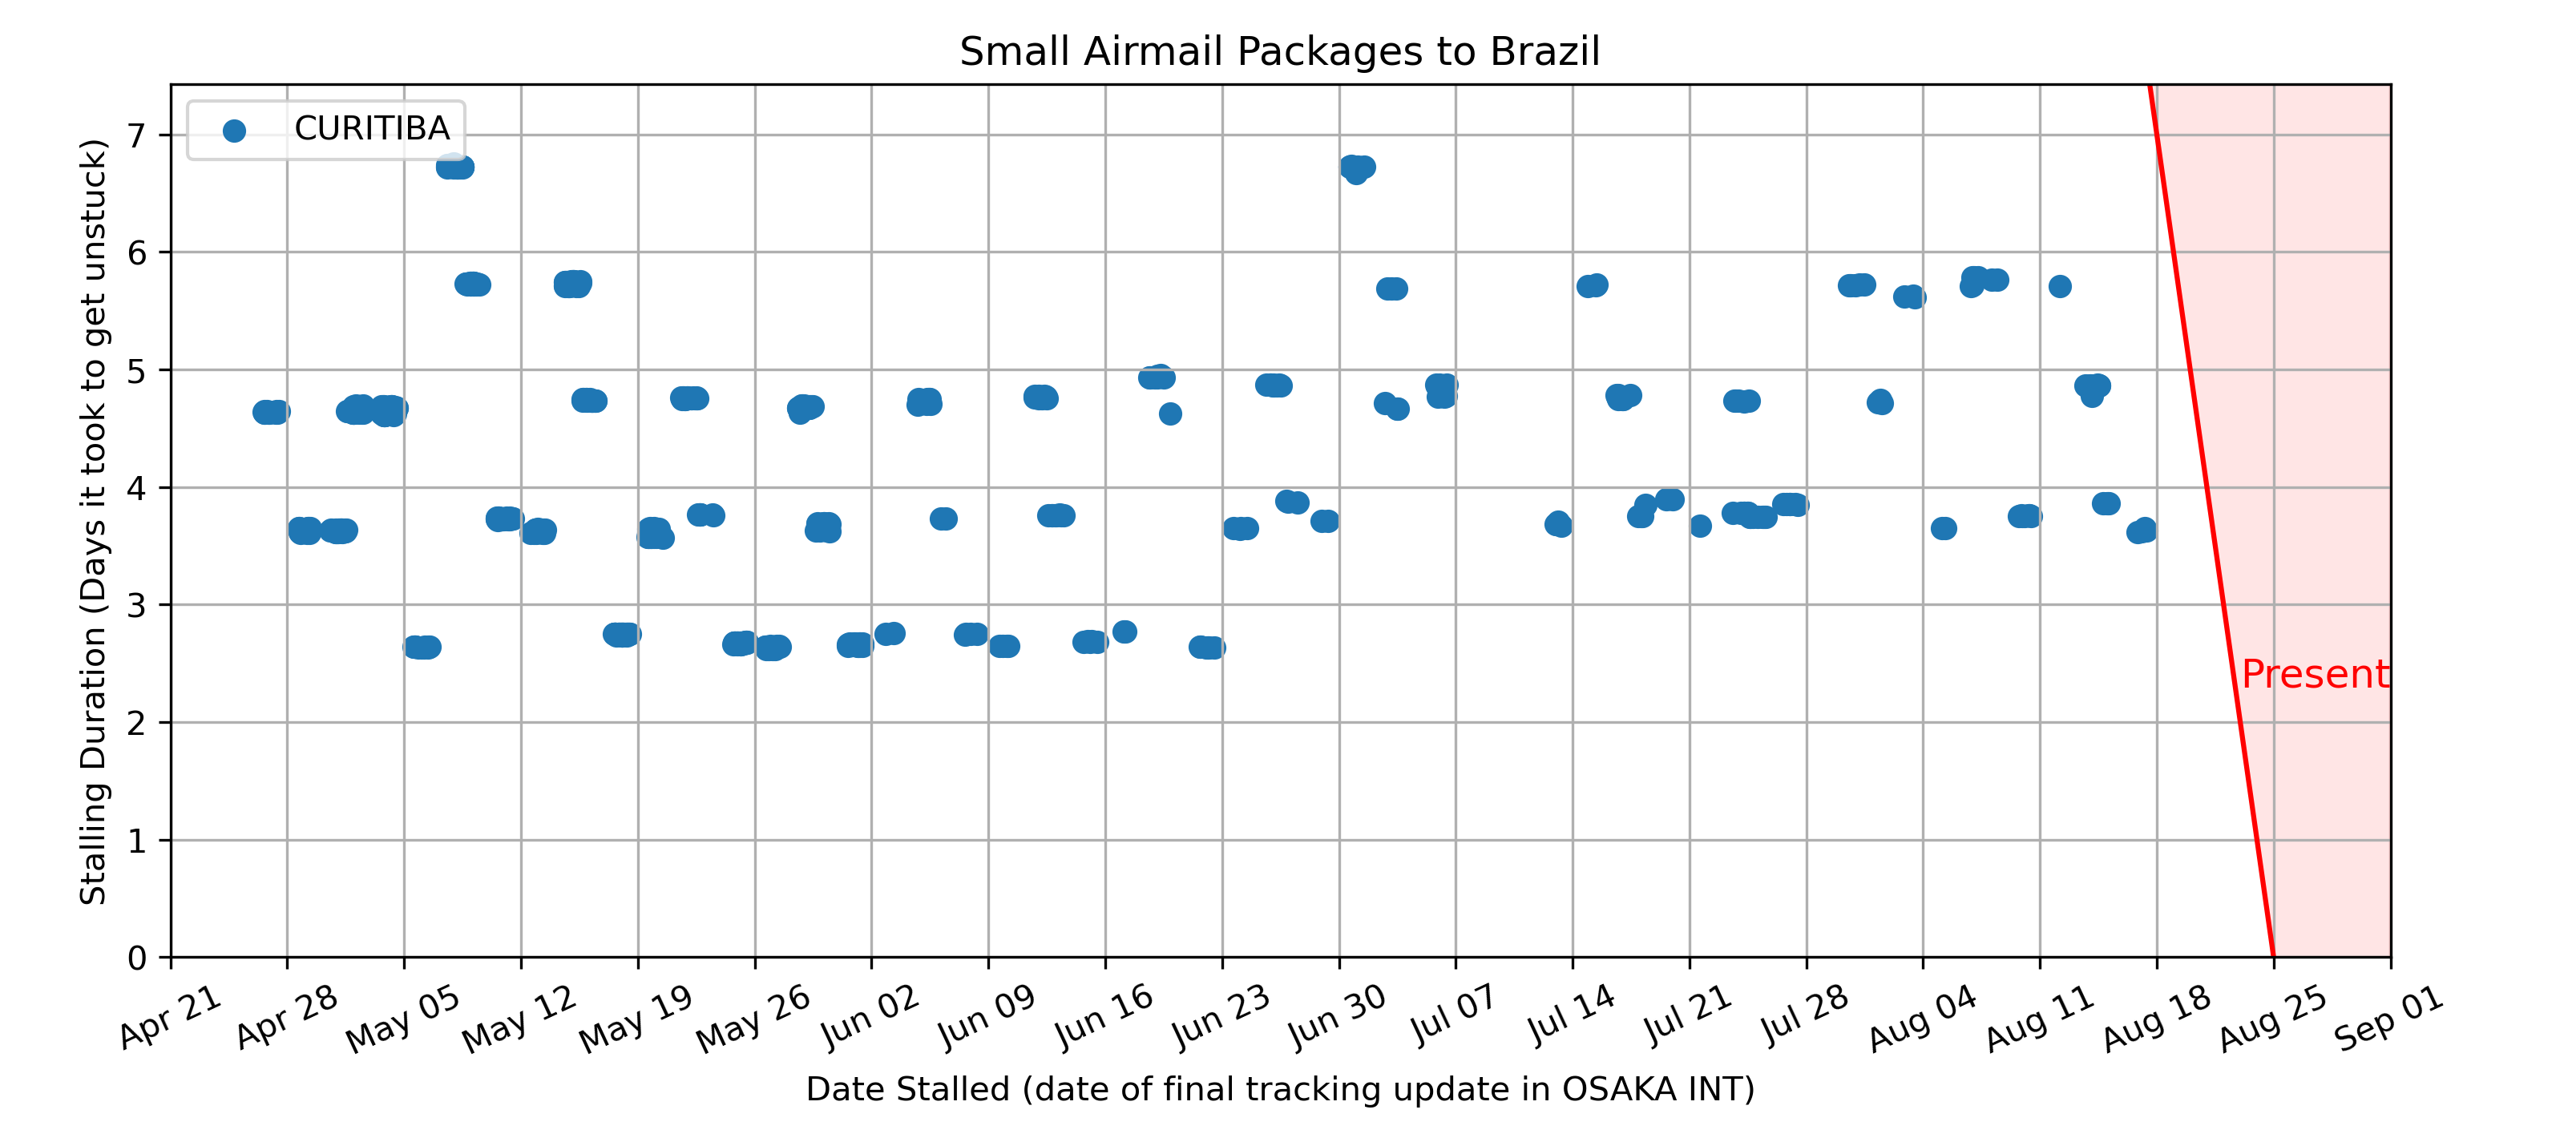 Small Airmail Packages to Brazil
CURITIBA
Stalling Duration (Days it took to get unstuck)
7
6
5
4
3
2
1
0
Present
Apr 21
Apr 28
May 05
May 12
May 19
May 26
Jun 02
Jun 09
Jun 16
Jun 23
Jun 30
Jul 07
Jul 14
Jul 21
Jul 28
Aug 04
Aug 11
Aug 18
Aug 25
Sep 01
Date Stalled (date of final tracking update in OSAKA INT)